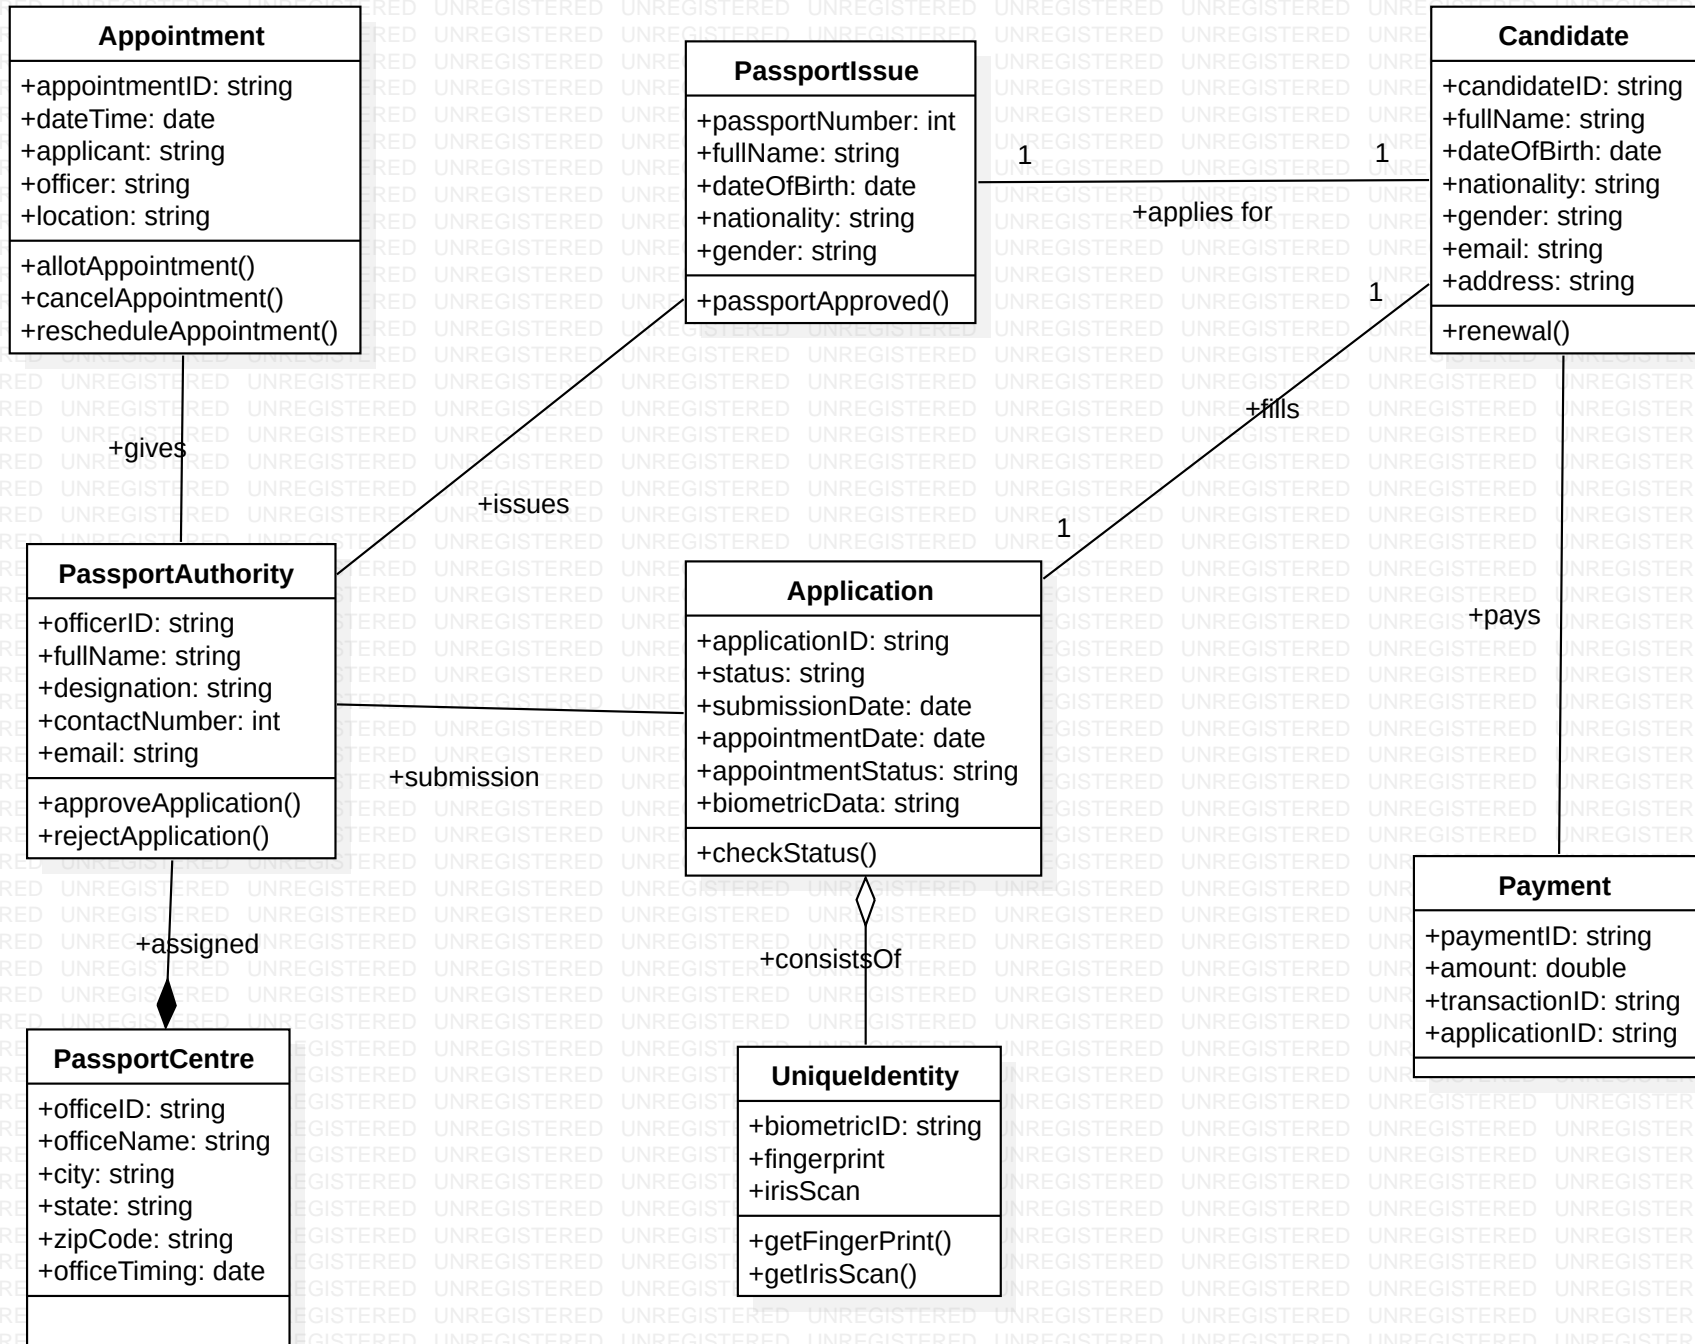 Appointment
+appointmentID: string
+dateTime: date
+applicant: string
+officer: string
+location: string
+allotAppointment()
+cancelAppointment()
+rescheduleAppointment()
PassportIssue
+passportNumber: int
+fullName: string
+dateOfBirth: date
+nationality: string
+gender: string
+passportApproved()
1
1
+applies for
Candidate
+candidateID: string
+fullName: string
+dateOfBirth: date
+nationality: string
+gender: string
+email: string
+address: string
+renewal()
1
+fills
1
+gives
+issues
+pays
PassportAuthority
+officerID: string
+fullName: string
+designation: string
+contactNumber: int
+email: string
+approveApplication()
+rejectApplication()
+submission
Application
+applicationID: string
+status: string
+submissionDate: date
+appointmentDate: date
+appointmentStatus: string
+biometricData: string
+checkStatus()
+assigned
+consistsOf
Payment
+paymentID: string
+amount: double
+transactionID: string
+applicationID: string
PassportCentre
+officeID: string
+officeName: string
+city: string
+state: string
+zipCode: string
+officeTiming: date
UniqueIdentity
+biometricID: string
+fingerprint
+irisScan
+getFingerPrint()
+getIrisScan()
UNREGISTERED